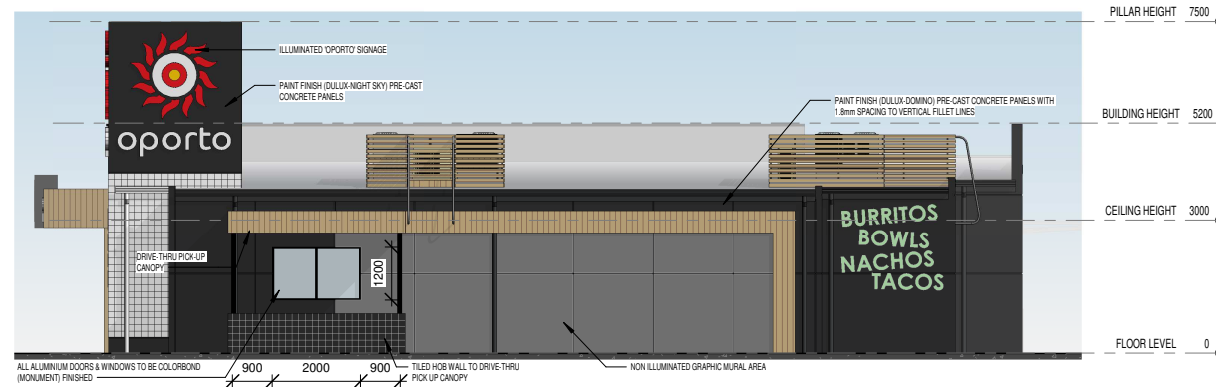 PILLAR HEIGHT 7500
ILLUMINATED 'OPORTO' SIGNAGE
PAINT FINISH (DULUX-NIGHT SKY) PRE-CAST
CONCRETE PANELS
PAINT FINISH (DULUX-DOMINO) PRE-CAST CONCRETE PANELS WITH
1.8mm SPACING TO VERTICAL FILLET LINES
BUILDING HEIGHT 5200
oporto
CEILING HEIGHT 3000
BURRITOS
BOWLS
NACHOS
TACOS
DRIVE-THRU PICK-UP
CANOPY
1200
FLOOR LEVEL 0
ALL ALUMINIUM DOORS & WINDOWS TO BE COLORBOND
(MONUMENT) FINISHED
900 2000 900
TILED HOB WALL TO DRIVE-THRU
PICK UP CANOPY
NON ILLUMINATED GRAPHIC MURAL AREA